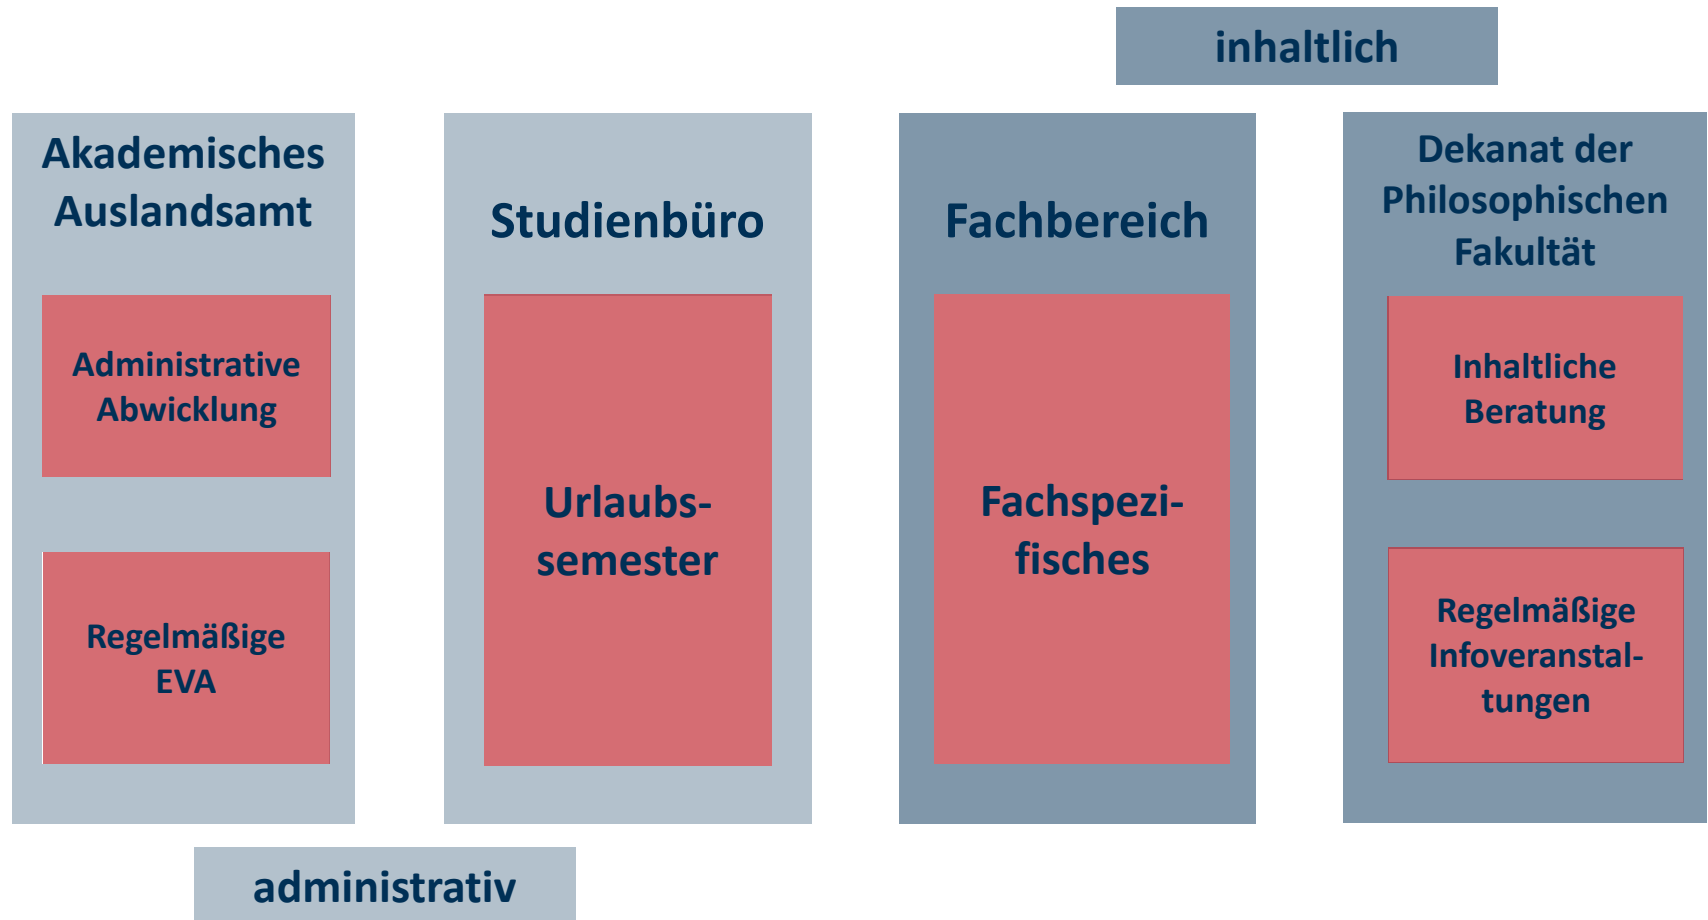 inhaltlich
Akademisches
Auslandsamt
Administrative
Abwicklung
Regelmäßige
EVA
Studienbüro
Urlaubs-
semester
Fachbereich
Fachspezi-
fisches
Dekanat der
Philosophischen
Fakultät
Inhaltliche
Beratung
Regelmäßige
Infoveranstal-
tungen
administrativ